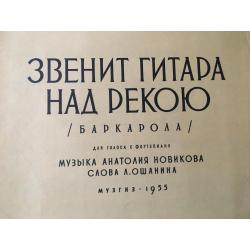 ЗВЕНИТ ГИТАРА
НАД РЕКОЮ
/БАРКАРОЛА/
ДЛЯ ГОЛОСА С ФОРТЕПИАНО
МУЗЫКА АНАТОЛИЯ НОВИКОВА
СЛОВА Л.ОШАНИНА
МУЗГИЗ-1955